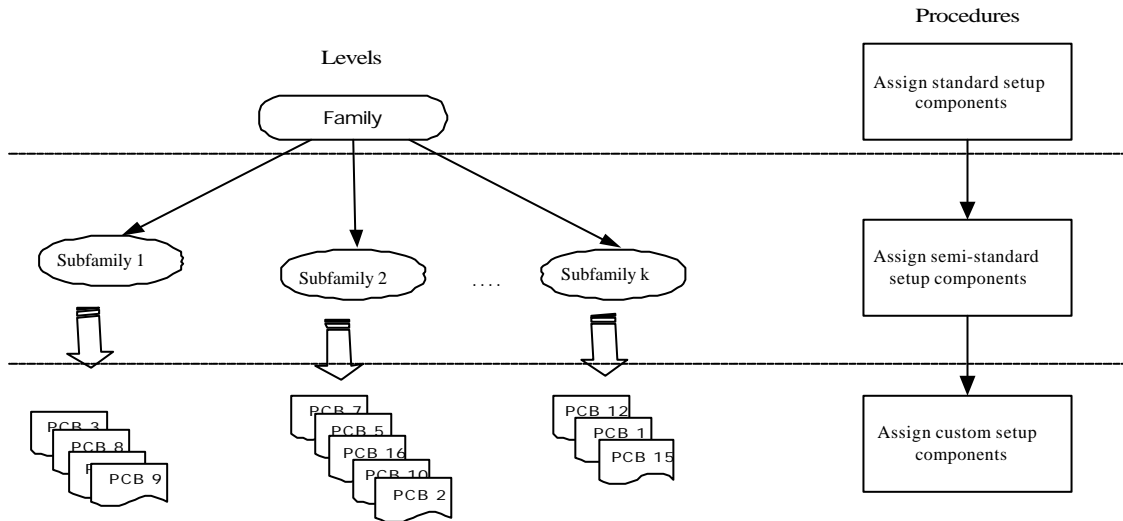 Procedures
Levels
Assign standard setup
components
Family
Subfamily 1
Subfamily 2
. . . .
Subfamily k
Assign semi-standard
setup components
PCB 3
PCB 8
P
PCB 9
PCB 7
PCB 5
PCB 16
PCB 10
PCB 2
PCB 12
PCB 1
PCB 15
Assign custom setup
components